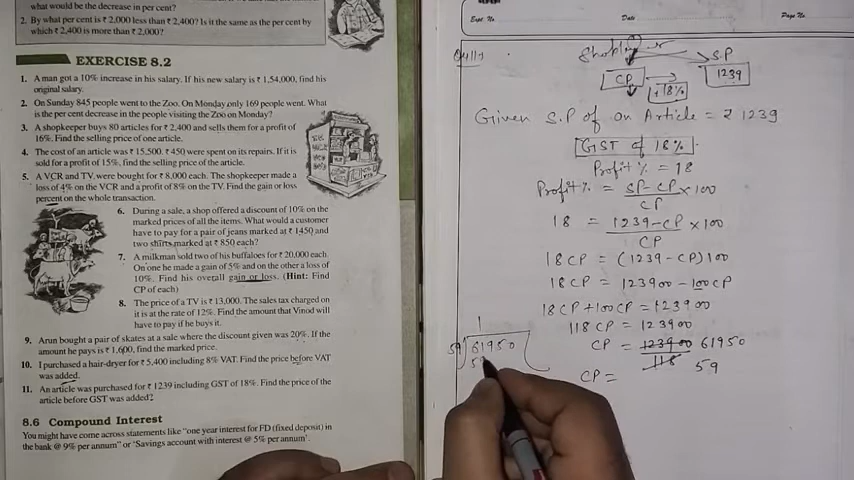 what would be the decrease in per cent?
2. By what per cent is ₹ 2,000 less than ₹ 2,400? Is it the same as the per cent by
which ₹ 2,400 is more than ₹ 2,000?
EXERCISE 8.2
1. A man got a 10% increase in his salary. If his new salary is ₹ 1,54,000, find his
original salary.
2. On Sunday 845 people went to the Zoo. On Monday only 169 people went. What
is the per cent decrease in the people visiting the Zoo on Monday?
3. A shopkeeper buys 80 articles for ₹ 2,400 and sells them for a profit of
16%. Find the selling price of one article.
4. The cost of an article was ₹ 15,500. ₹ 450 were spent on its repairs. If it is
sold for a profit of 15%, find the selling price of the article.
5. A VCR and TV were bought for ₹ 8,000 each. The shopkeeper made a
loss of 4% on the VCR and a profit of 8% on the TV. Find the gain or loss
percent on the whole transaction.
6. During a sale, a shop offered a discount of 10% on the
marked prices of all the items. What would a customer
have to pay for a pair of jeans marked at ₹ 1450 and
two shirts marked at ₹ 850 each?
7. A milkman sold two of his buffaloes for ₹ 20,000 each.
On one he made a gain of 5% and on the other a loss of
10%. Find his overall gain or loss. (Hint: Find
CP of each)
8. The price of a TV is ₹ 13,000. The sales tax charged on
it is at the rate of 12%. Find the amount that Vinod will
have to pay if he buys it.
9. Arun bought a pair of skates at a sale where the discount given was 20%. If the
amount he pays is ₹ 1,600, find the marked price.
10. I purchased a hair-dryer for ₹ 5,400 including 8% VAT. Find the price before VAT
was added.
11. An article was purchased for ₹ 1239 including GST of 18%. Find the price of the
article before GST was added?
8.6 Compound Interest
You might have come across statements like "one year interest for FD (fixed deposit) in
the bank @ 9% per annum" or 'Savings account with interest @ 5% per annum'.
Expt. No Date Page No.
S.P
CP 1239
+18%
Given S.P of on Article = ₹ 1239
GST of 18%
Profit % = 18
Profit % = SP - CP × 100
CP
18 = 1239 - CP × 100
CP
18 CP = (1239 - CP) 100
18 CP = 123900 - 100 CP
18 CP + 100 CP = 123900
118 CP = 123900
CP = 123900 61950
118 59
CP =
1
59 61950